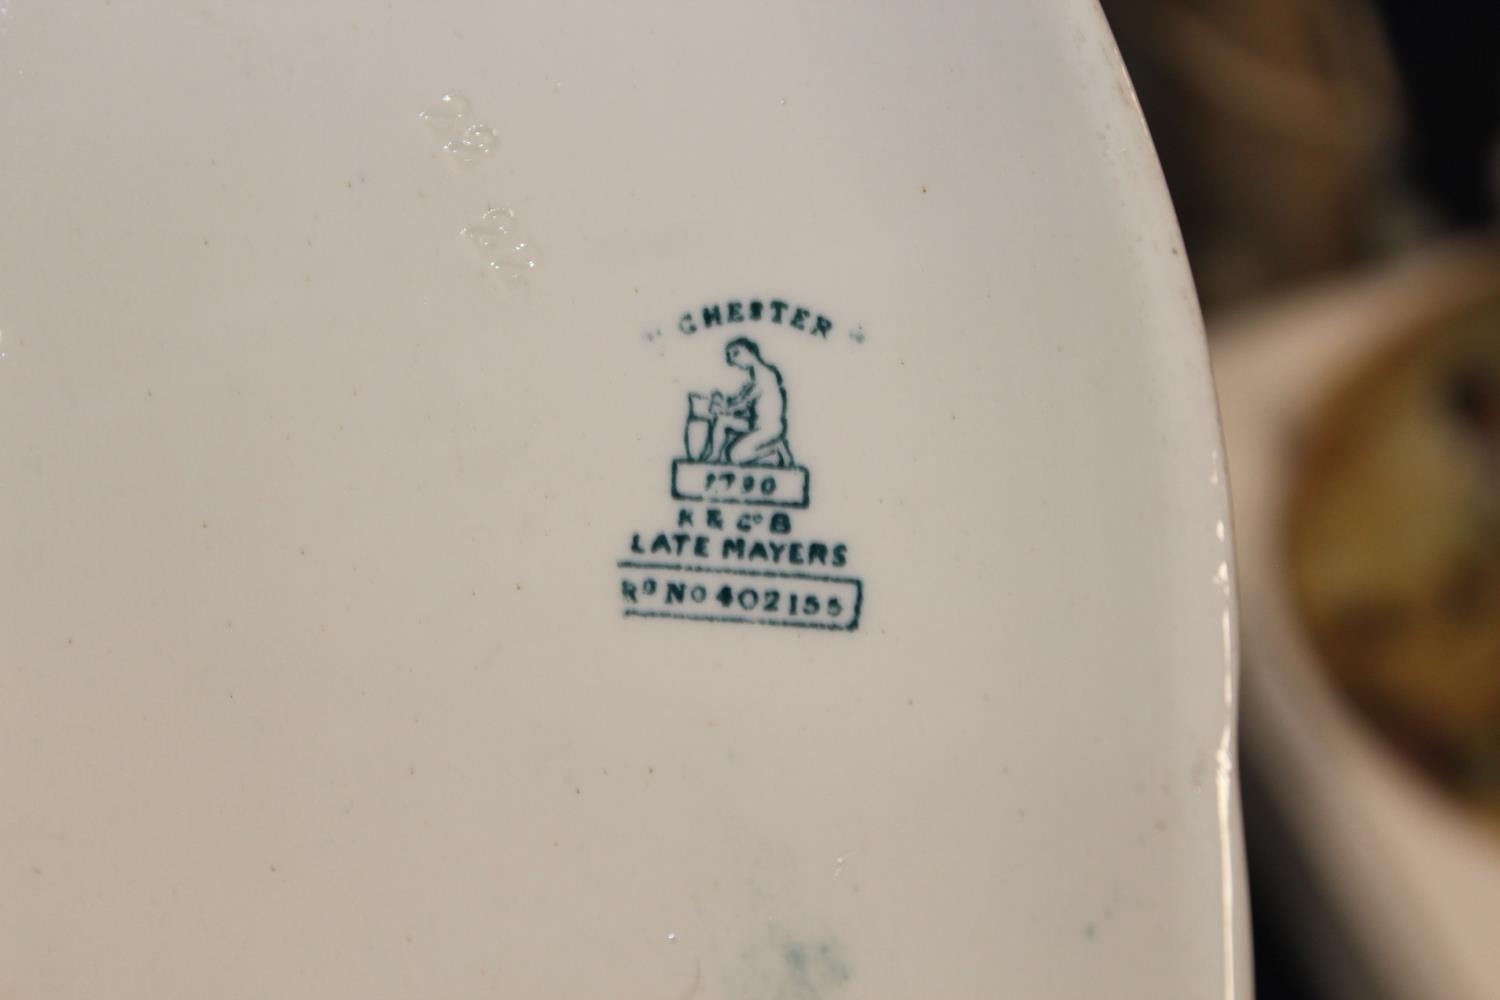 CHESTER
1790
K & Co B
LATE MAYERS
Rd No 402155